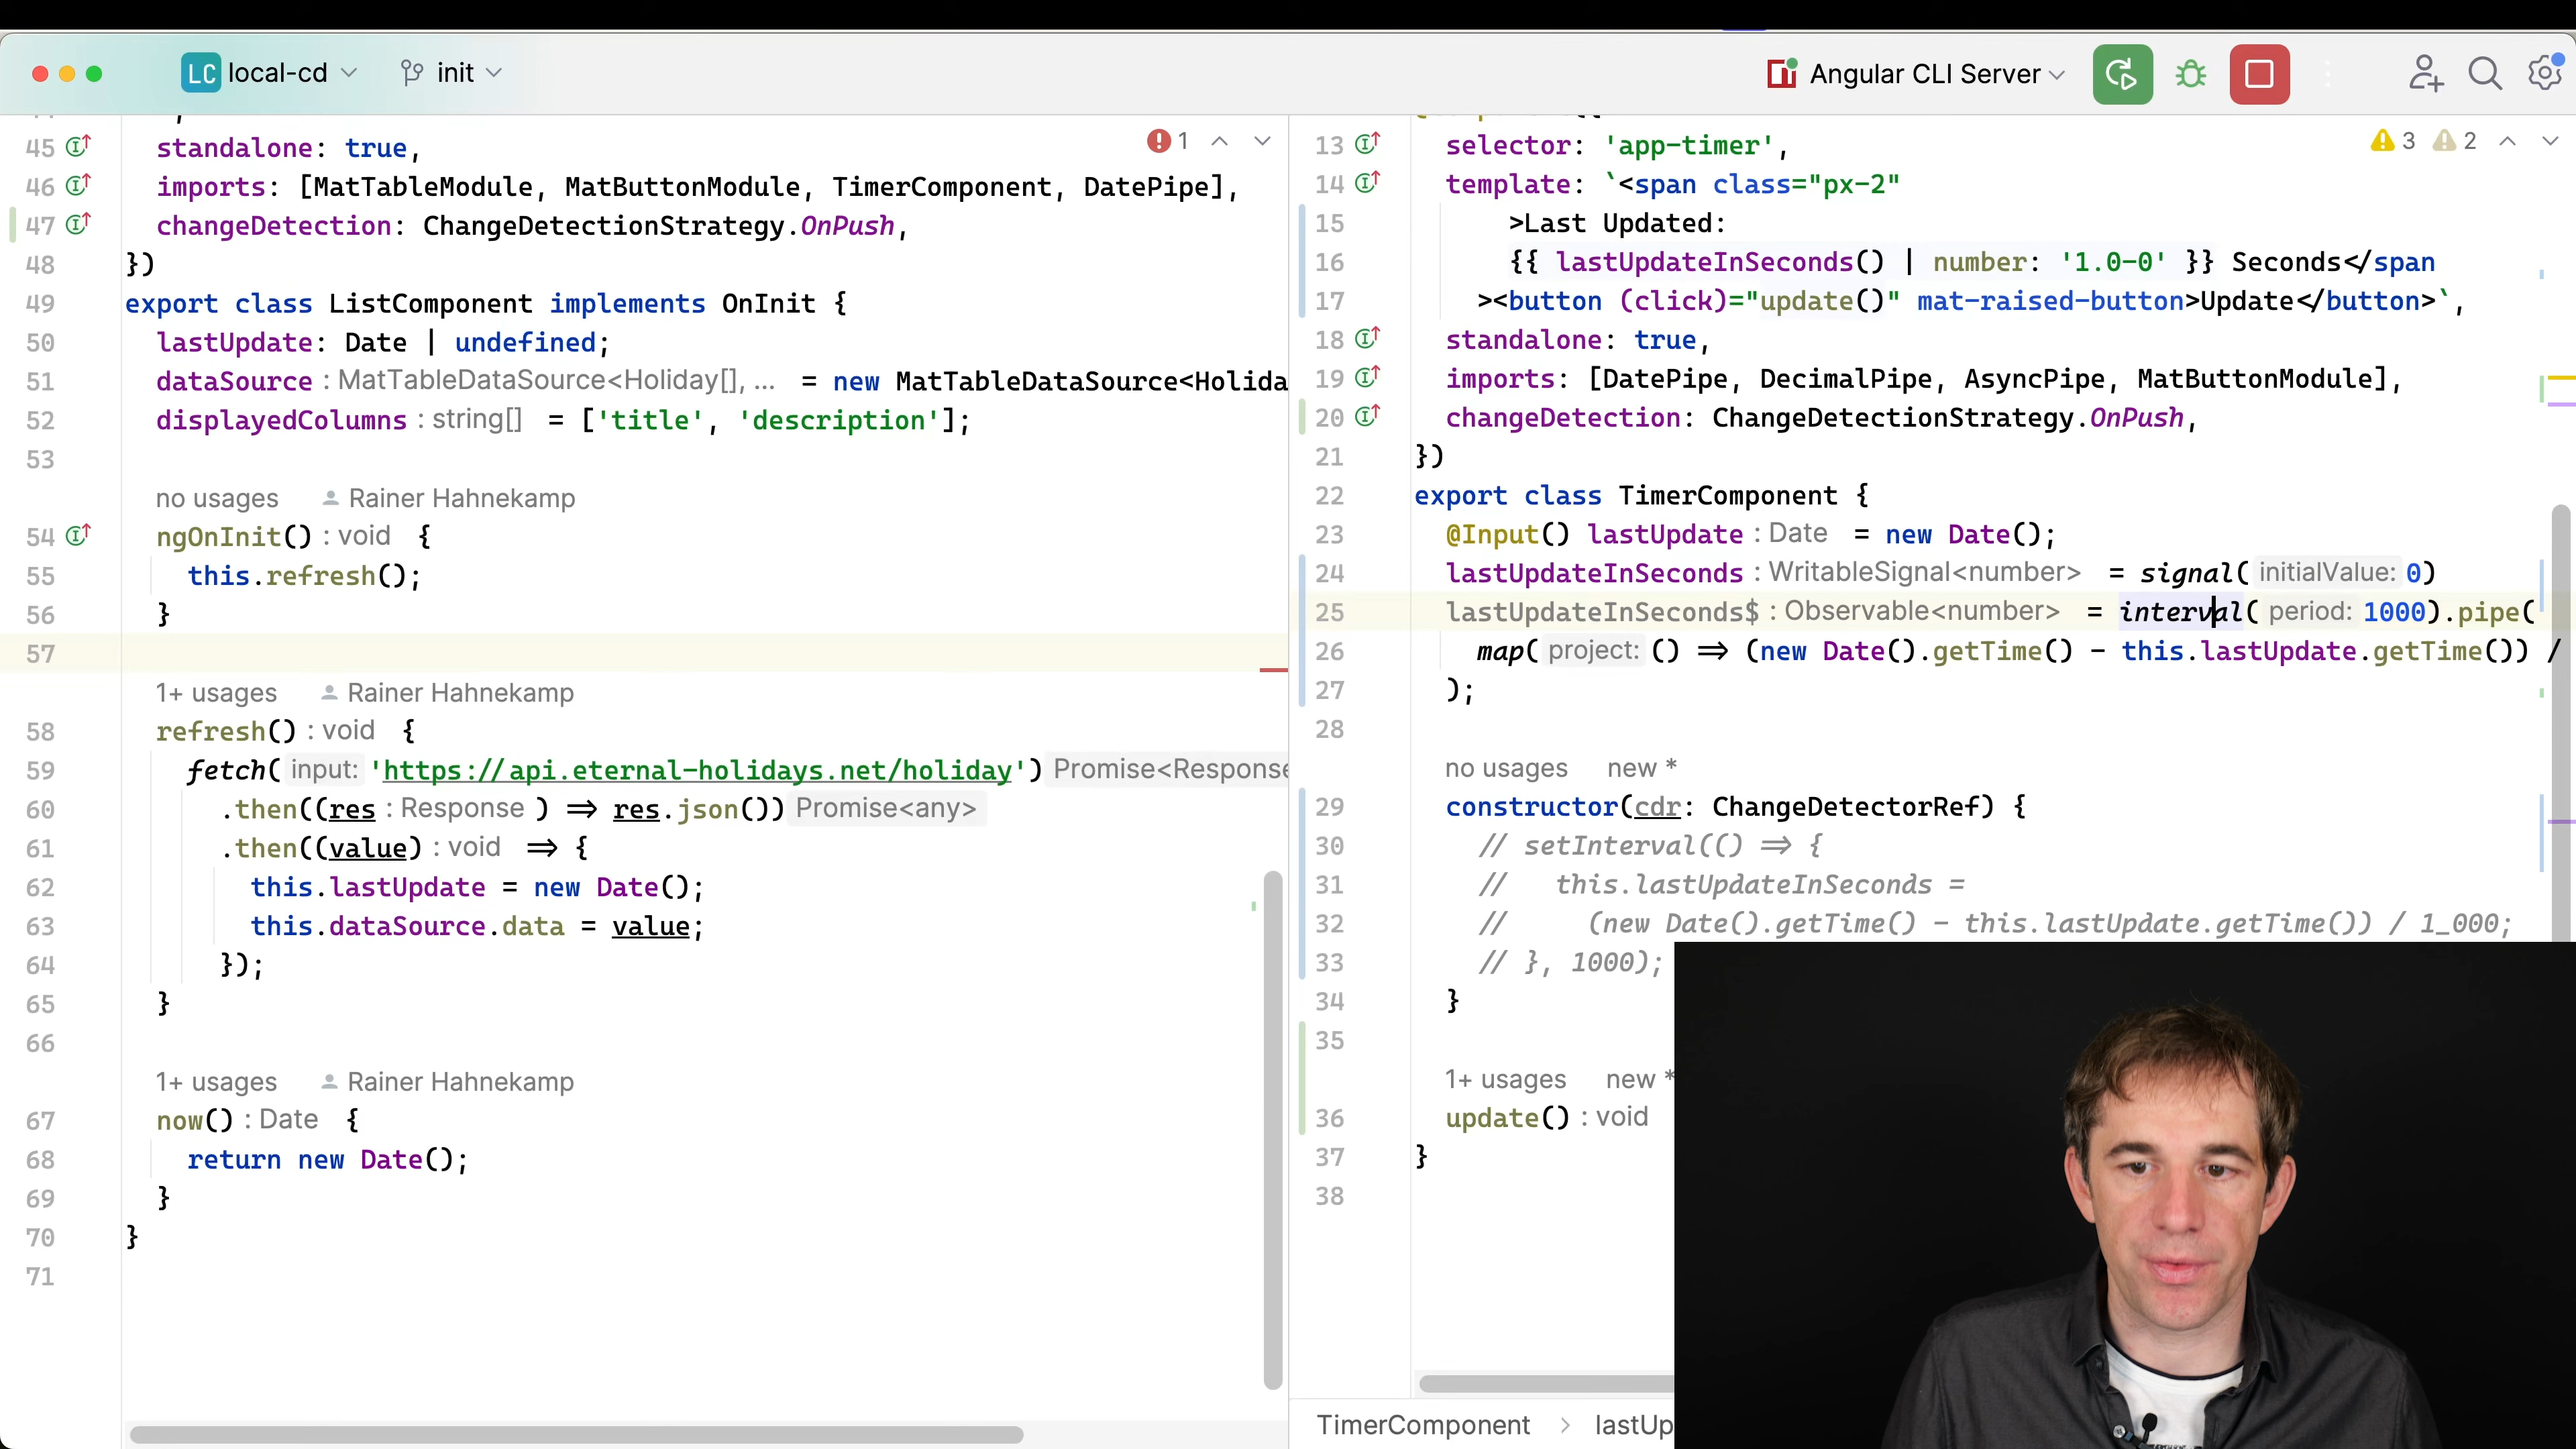 LC local-cd init Angular CLI Server
1
45 standalone: true,
46 imports: [MatTableModule, MatButtonModule, TimerComponent, DatePipe],
47 changeDetection: ChangeDetectionStrategy.OnPush,
48 })
49 export class ListComponent implements OnInit {
50 lastUpdate: Date | undefined;
51 dataSource : MatTableDataSource<Holiday[],... = new MatTableDataSource<Holida
52 displayedColumns : string[] = ['title', 'description'];
53
no usages Rainer Hahnekamp
54 ngOnInit() : void {
55 this.refresh();
56 }
57
1+ usages Rainer Hahnekamp
58 refresh() : void {
59 fetch( input: 'https://api.eternal-holidays.net/holiday') Promise<Response
60 .then((res : Response ) => res.json()) Promise<any>
61 .then((value) : void => {
62 this.lastUpdate = new Date();
63 this.dataSource.data = value;
64 });
65 }
66
1+ usages Rainer Hahnekamp
67 now() : Date {
68 return new Date();
69 }
70 }
71
3 2
13 selector: 'app-timer',
14 template: `<span class="px-2"
15 >Last Updated:
16 {{ lastUpdateInSeconds() | number: '1.0-0' }} Seconds</span
17 ><button (click)="update()" mat-raised-button>Update</button>`,
18 standalone: true,
19 imports: [DatePipe, DecimalPipe, AsyncPipe, MatButtonModule],
20 changeDetection: ChangeDetectionStrategy.OnPush,
21 })
22 export class TimerComponent {
23 @Input() lastUpdate : Date = new Date();
24 lastUpdateInSeconds : WritableSignal<number> = signal( initialValue: 0)
25 lastUpdateInSeconds$ : Observable<number> = interval( period: 1000).pipe(
26 map( project: () => (new Date().getTime() - this.lastUpdate.getTime()) /
27 );
28
no usages new *
29 constructor(cdr: ChangeDetectorRef) {
30 // setInterval(() => {
31 // this.lastUpdateInSeconds =
32 // (new Date().getTime() - this.lastUpdate.getTime()) / 1_000;
33 // }, 1000);
34 }
35
1+ usages new *
36 update() : void
37 }
38
TimerComponent > lastUp